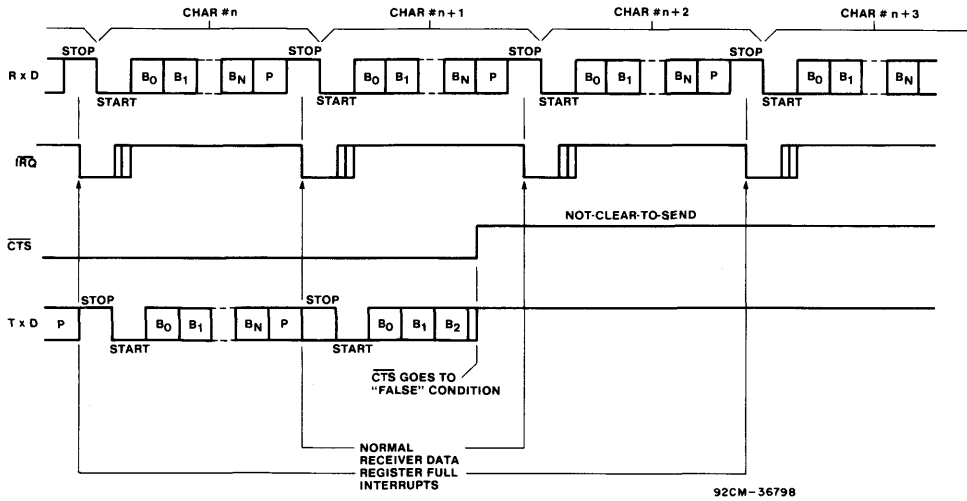 CHAR #n CHAR #n+1 CHAR #n+2 CHAR #n+3
STOP STOP STOP STOP
R x D B0 B1 BN P B0 B1 BN P B0 B1 BN P B0 B1 BN
START START START START
IRQ
NOT-CLEAR-TO-SEND
CTS
STOP STOP
T x D P B0 B1 BN P B0 B1 B2
START START
CTS GOES TO
"FALSE" CONDITION
NORMAL
RECEIVER DATA
REGISTER FULL
INTERRUPTS
92CM-36798